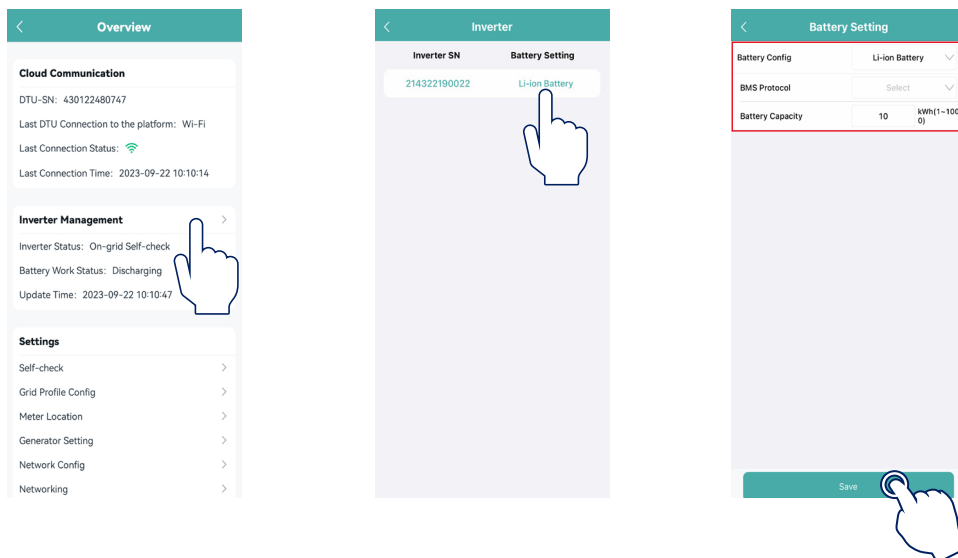 Overview
Cloud Communication
DTU-SN: 430122480747
Last DTU Connection to the platform: Wi-Fi
Last Connection Status:
Last Connection Time: 2023-09-22 10:10:14
Inverter Management
Inverter Status: On-grid Self-check
Battery Work Status: Discharging
Update Time: 2023-09-22 10:10:47
Settings
Self-check
Grid Profile Config
Meter Location
Generator Setting
Network Config
Networking
Inverter
Inverter SN Battery Setting
214322190022 Li-ion Battery
Battery Setting
Battery Config Li-ion Battery
BMS Protocol Select
Battery Capacity 10 kWh(1~100
0)
Save